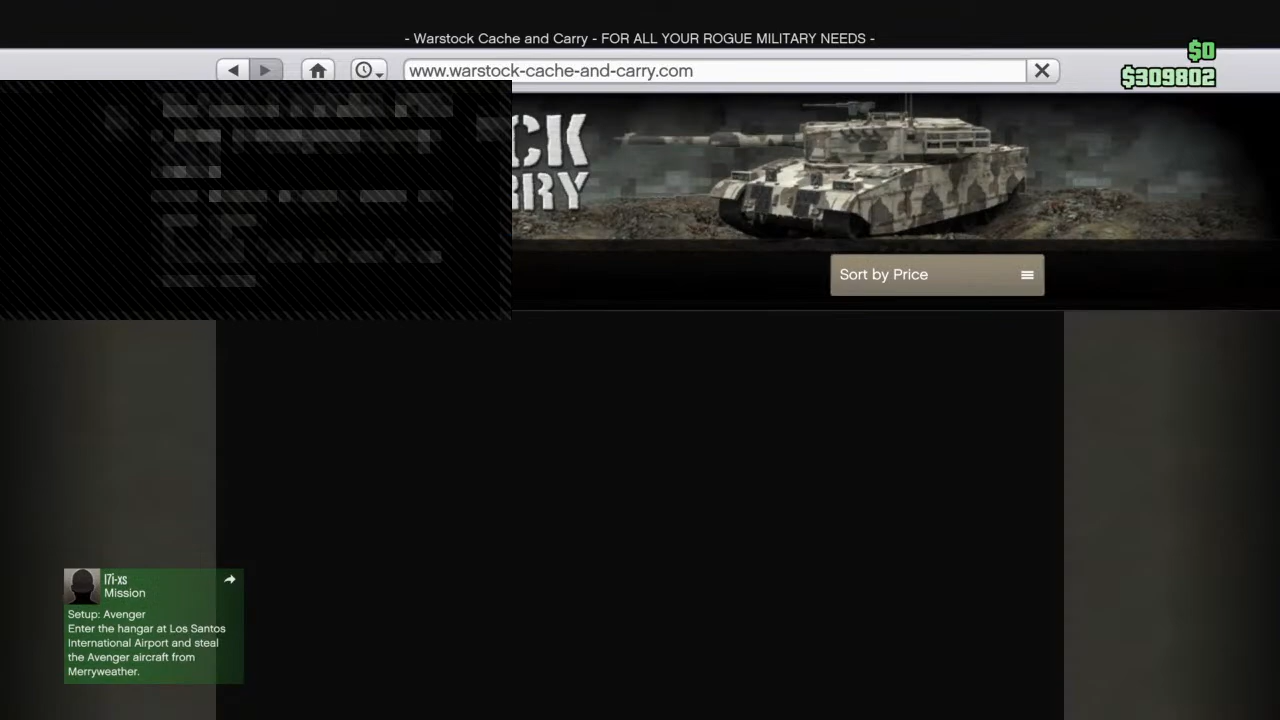 - Warstock Cache and Carry - FOR ALL YOUR ROGUE MILITARY NEEDS -
$0
www.warstock-cache-and-carry.com
$309802
CK
RRY
Sort by Price
l7i-xs
Mission
Setup: Avenger
Enter the hangar at Los Santos
International Airport and steal
the Avenger aircraft from
Merryweather.